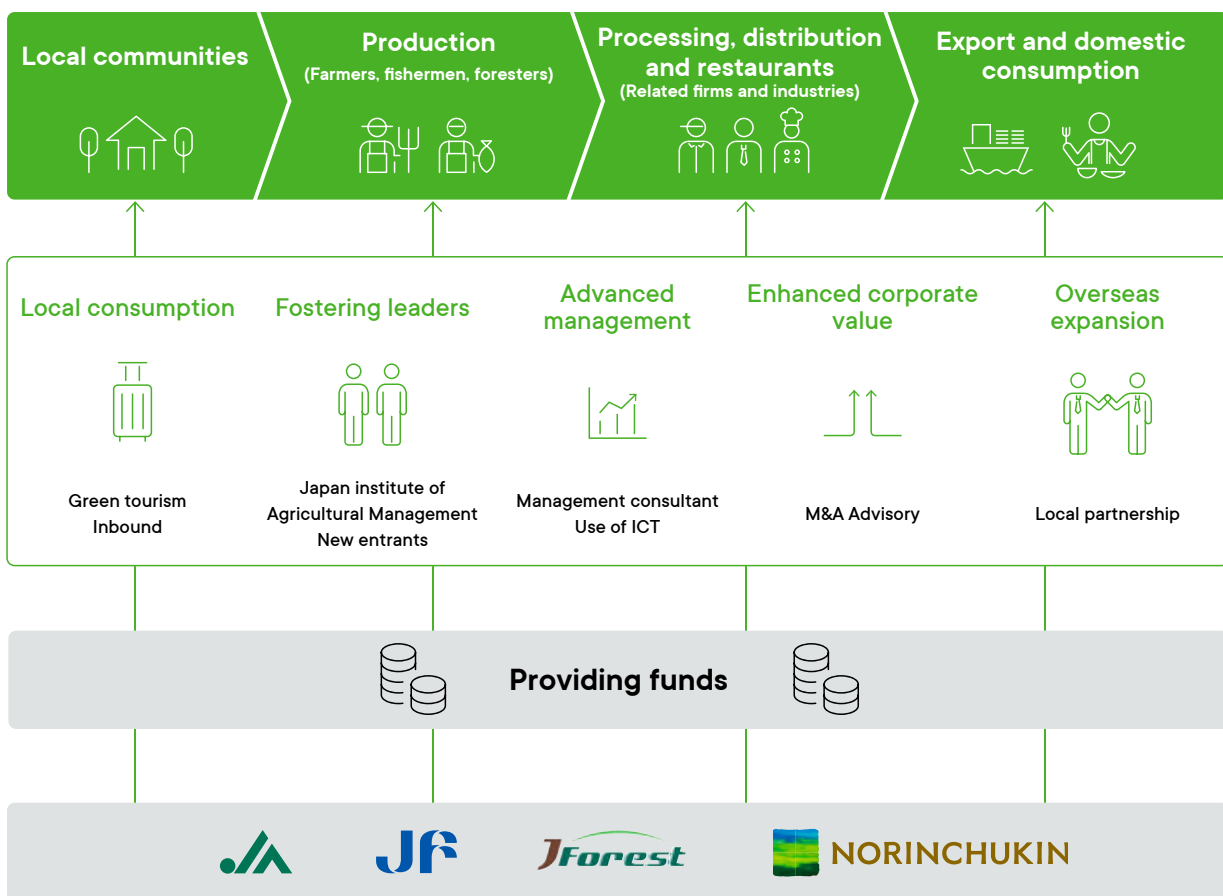 Local communities
Production
(Farmers, fishermen, foresters)
Processing, distribution
and restaurants
(Related firms and industries)
Export and domestic
consumption
Local consumption
Fostering leaders
Advanced
management
Enhanced corporate
value
Overseas
expansion
Green tourism
Inbound
Japan institute of
Agricultural Management
New entrants
Management consultant
Use of ICT
M&A Advisory
Local partnership
Providing funds
JA
JF
JForest
NORINCHUKIN